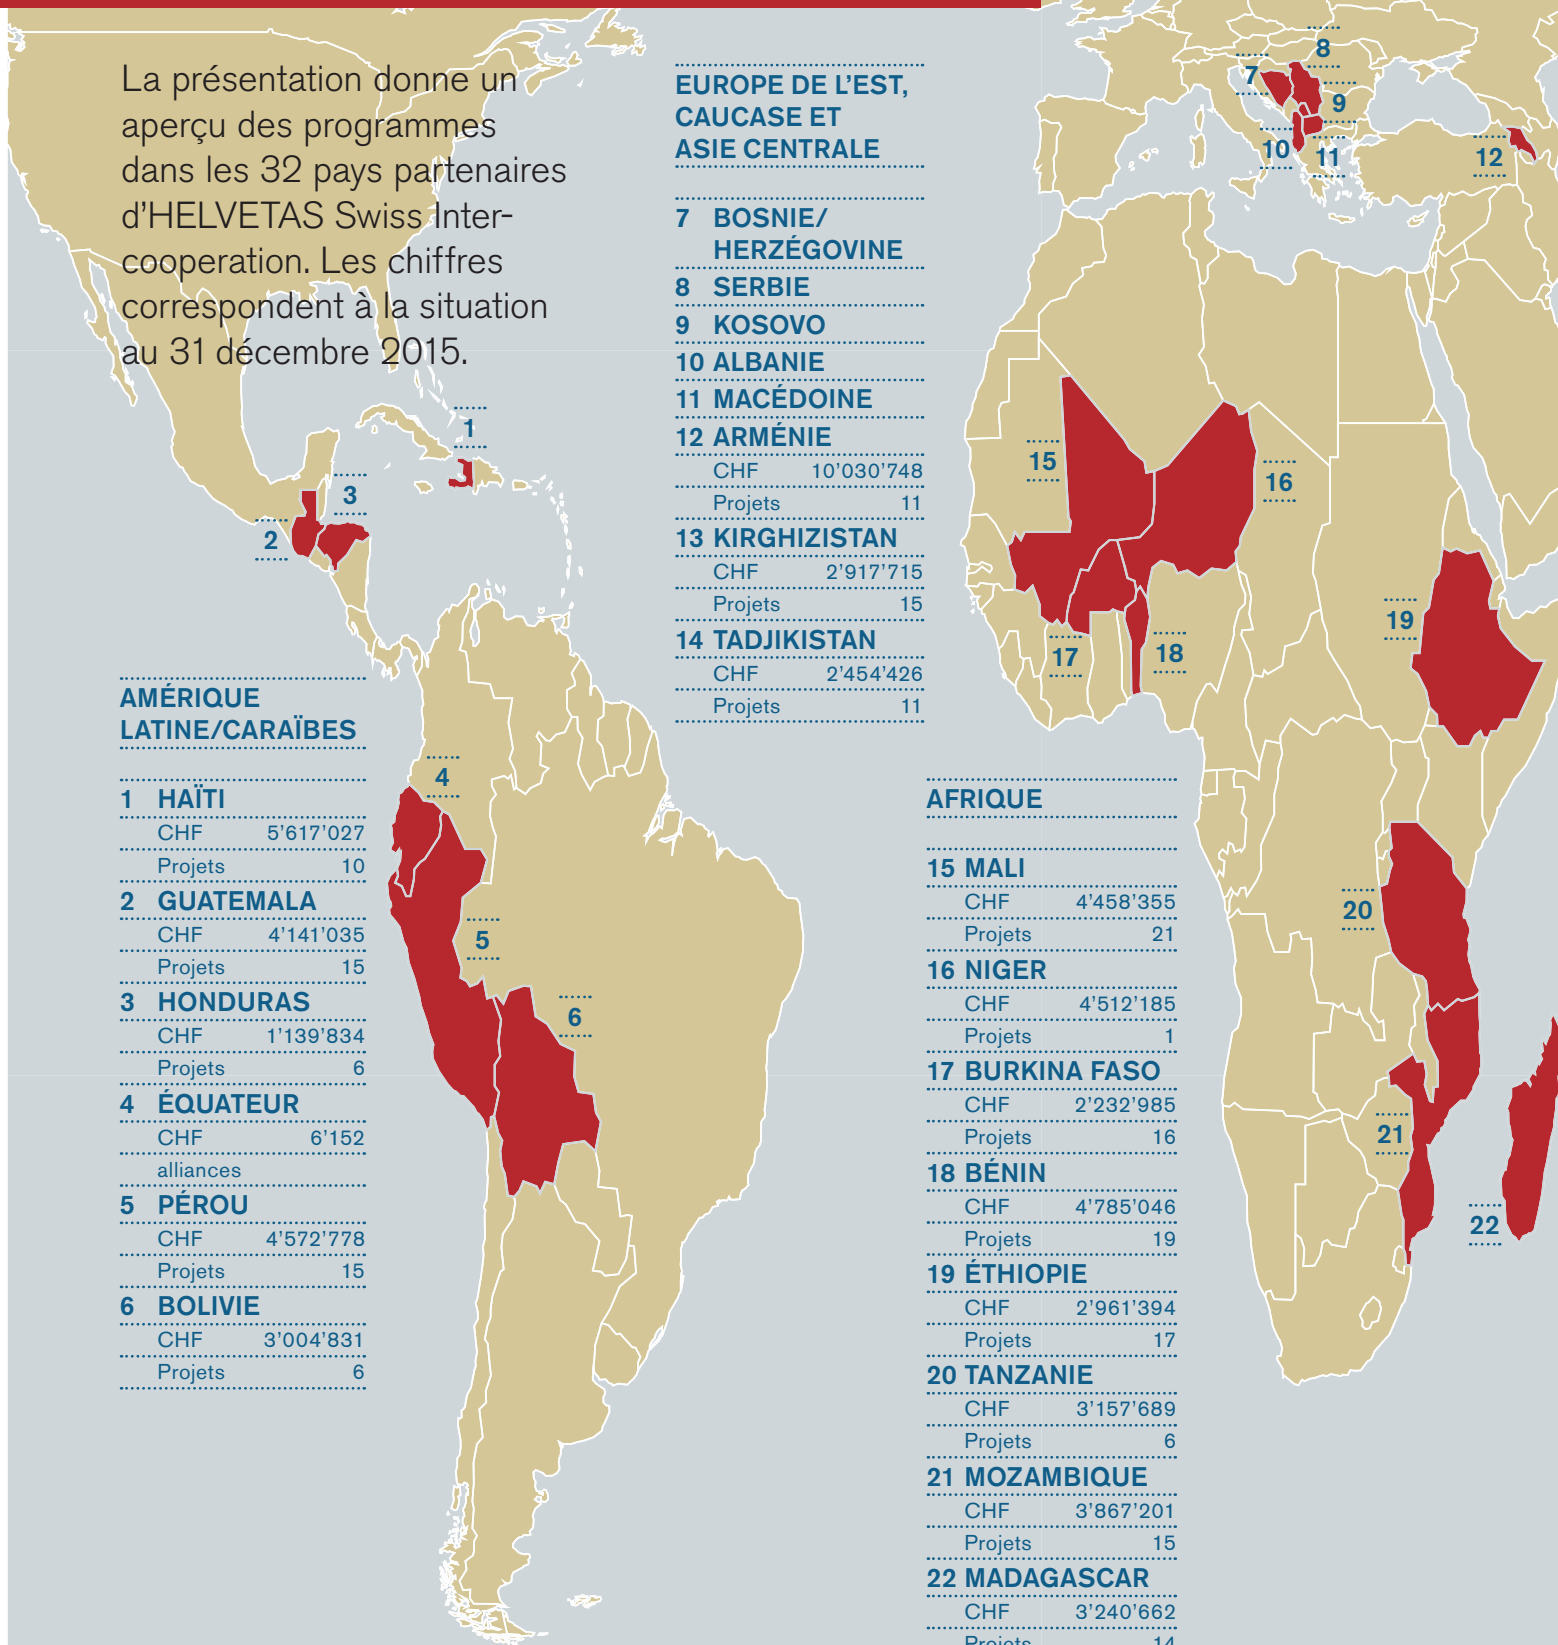 La présentation donne un
aperçu des programmes
dans les 32 pays partenaires
d'HELVETAS Swiss Inter-
cooperation. Les chiffres
correspondent à la situation
au 31 décembre 2015.
AMÉRIQUE
LATINE/CARAÏBES
1 HAÏTI
CHF 5'617'027
Projets 10
2 GUATEMALA
CHF 4'141'035
Projets 15
3 HONDURAS
CHF 1'139'834
Projets 6
4 ÉQUATEUR
CHF 6'152
alliances
5 PÉROU
CHF 4'572'778
Projets 15
6 BOLIVIE
CHF 3'004'831
Projets 6
EUROPE DE L'EST,
CAUCASE ET
ASIE CENTRALE
7 BOSNIE/
HERZÉGOVINE
8 SERBIE
9 KOSOVO
10 ALBANIE
11 MACÉDOINE
12 ARMÉNIE
CHF 10'030'748
Projets 11
13 KIRGHIZISTAN
CHF 2'917'715
Projets 15
14 TADJIKISTAN
CHF 2'454'426
Projets 11
AFRIQUE
15 MALI
CHF 4'458'355
Projets 21
16 NIGER
CHF 4'512'185
Projets 1
17 BURKINA FASO
CHF 2'232'985
Projets 16
18 BÉNIN
CHF 4'785'046
Projets 19
19 ÉTHIOPIE
CHF 2'961'394
Projets 17
20 TANZANIE
CHF 3'157'689
Projets 6
21 MOZAMBIQUE
CHF 3'867'201
Projets 15
22 MADAGASCAR
CHF 3'240'662
Projets 14
1
2
3
4
5
6
7
8
9
10
11
12
15
16
17
18
19
20
21
22